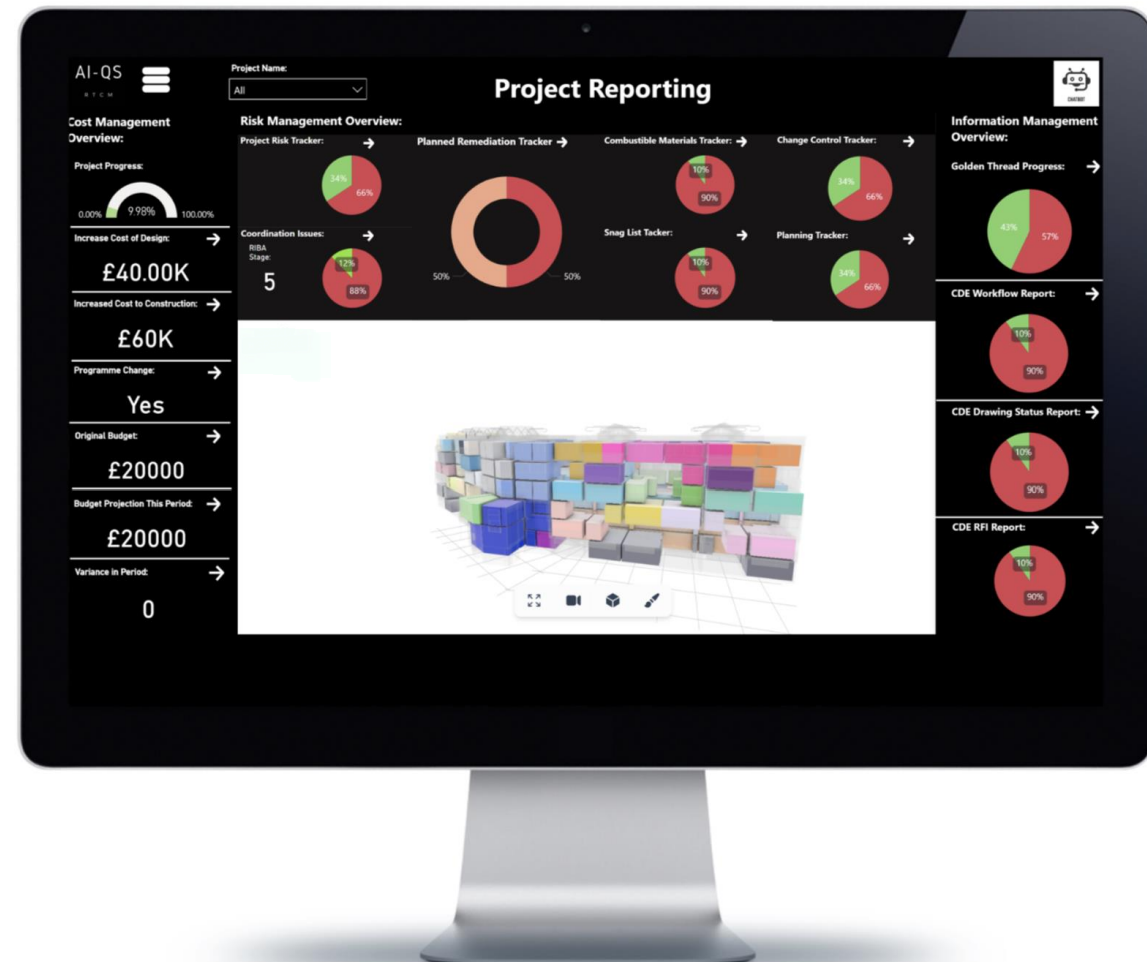 AI-QS
RTCM
Project Name:
All
Project Reporting
CHATBOT
Cost Management
Overview:
Project Progress:
0.00%
9.98%
100.00%
Increase Cost of Design:
£40.00K
Increased Cost to Construction:
£60K
Programme Change:
Yes
Original Budget:
£20000
Budget Projection This Period:
£20000
Variance in Period:
0
Risk Management Overview:
Project Risk Tracker:
34%
66%
Coordination Issues:
RIBA
Stage:
5
12%
88%
Planned Remediation Tracker
50%
50%
Combustible Materials Tracker:
10%
90%
Snag List Tacker:
10%
90%
Change Control Tracker:
34%
66%
Planning Tracker:
34%
66%
Information Management
Overview:
Golden Thread Progress:
43%
57%
CDE Workflow Report:
10%
90%
CDE Drawing Status Report:
10%
90%
CDE RFI Report:
10%
90%